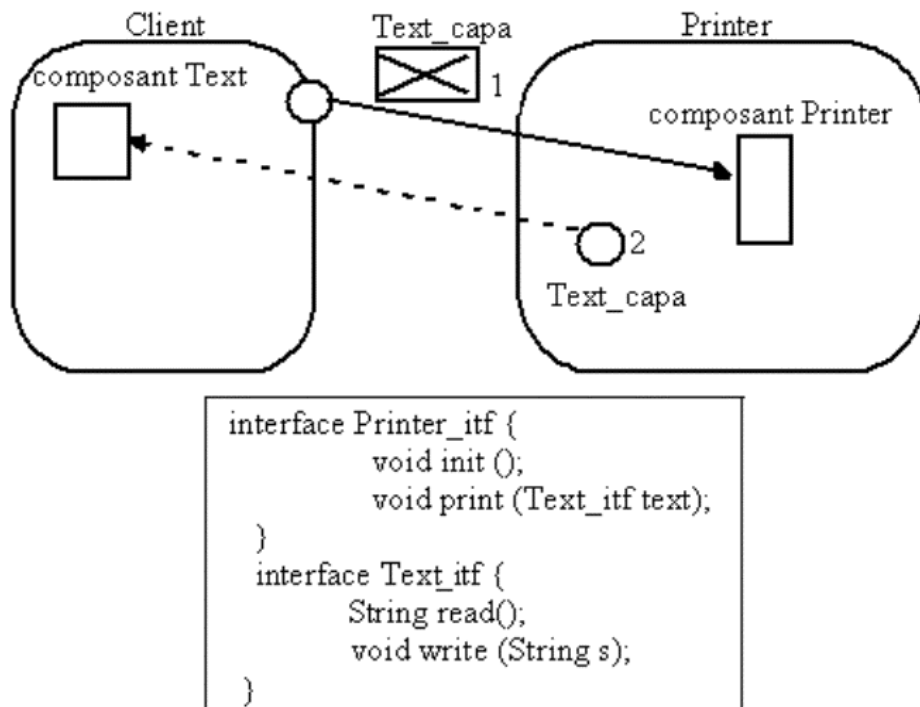 Client
Text_capa
Printer
composant Text
1
composant Printer
2
Text_capa
interface Printer_itf {
void init ();
void print (Text_itf text);
}
interface Text_itf {
String read();
void write (String s);
}